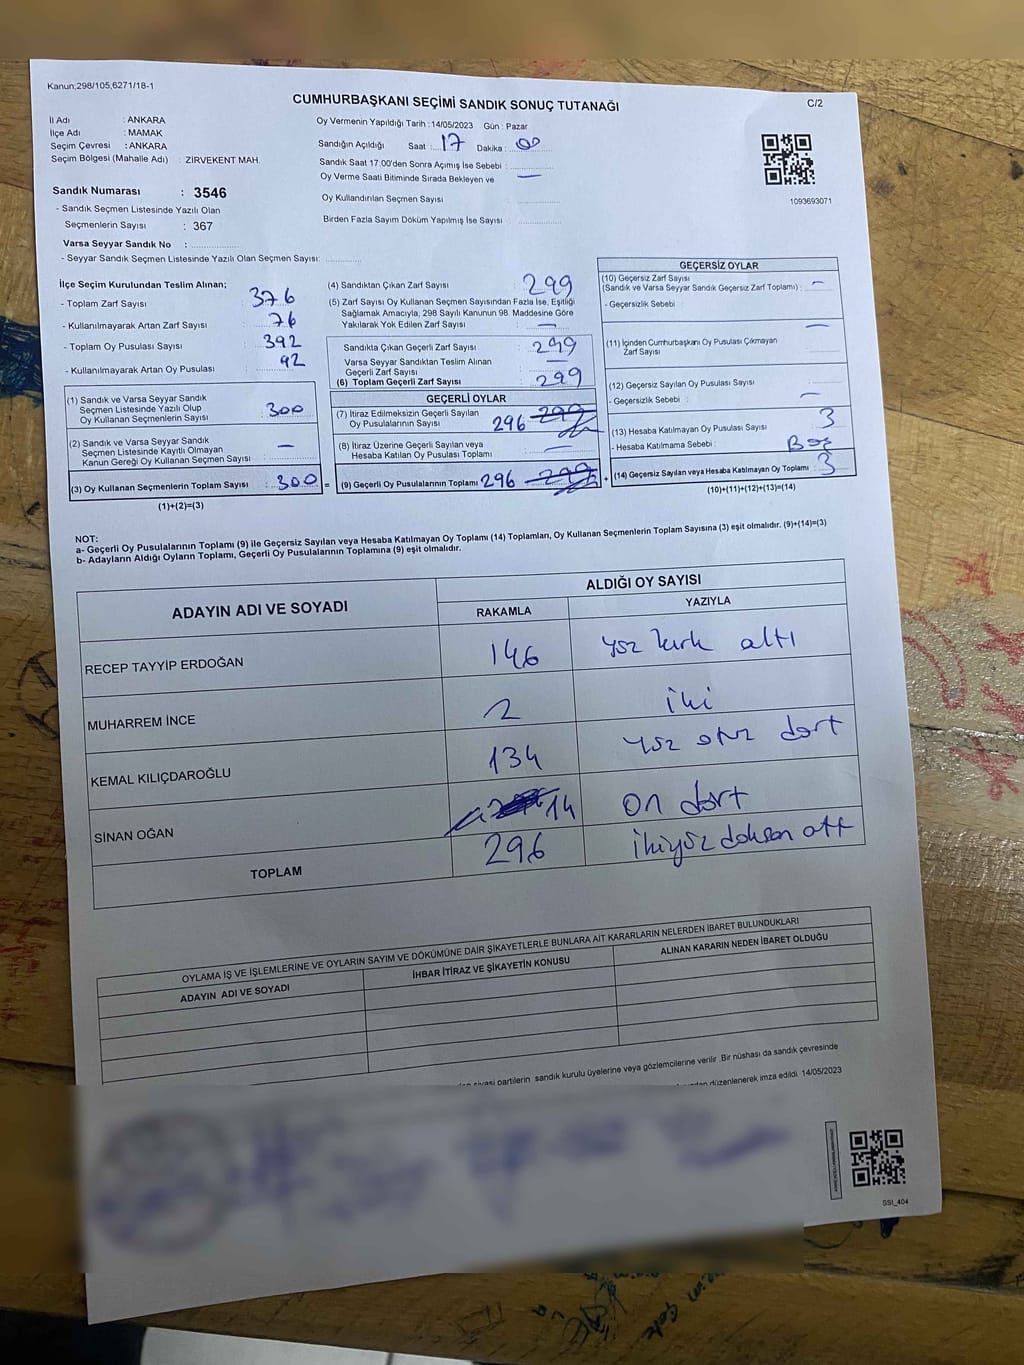 Kanun;298/105,6271/18-1
CUMHURBAŞKANI SEÇİMİ SANDIK SONUÇ TUTANAĞI
C/2
İl Adı : ANKARA
İlçe Adı : MAMAK
Seçim Çevresi : ANKARA
Seçim Bölgesi (Mahalle Adı) : ZİRVEKENT MAH.
Oy Vermenin Yapıldığı Tarih : 14/05/2023 Gün : Pazar
Sandığın Açıldığı Saat : 17 Dakika : 00
Sandık Saat 17.00'den Sonra Açımış İse Sebebi :
Oy Verme Saati Bitiminde Sırada Bekleyen ve —
Oy Kullandırılan Seçmen Sayısı
Birden Fazla Sayım Döküm Yapılmış İse Sayısı
1093693071
Sandık Numarası : 3546
- Sandık Seçmen Listesinde Yazılı Olan
Seçmenlerin Sayısı : 367
Varsa Seyyar Sandık No :
- Seyyar Sandık Seçmen Listesinde Yazılı Olan Seçmen Sayısı:
İlçe Seçim Kurulundan Teslim Alınan;
- Toplam Zarf Sayısı : 376
- Kullanılmayarak Artan Zarf Sayısı : 76
- Toplam Oy Pusulası Sayısı : 392
- Kullanılmayarak Artan Oy Pusulası : 92
(1) Sandık ve Varsa Seyyar Sandık
Seçmen Listesinde Yazılı Olup
Oy Kullanan Seçmenlerin Sayısı : 300
(2) Sandık ve Varsa Seyyar Sandık
Seçmen Listesinde Kayıtlı Olmayan
Kanun Gereği Oy Kullanan Seçmen Sayısı : —
(3) Oy Kullanan Seçmenlerin Toplam Sayısı : 300 =
(1)+(2)=(3)
(4) Sandıktan Çıkan Zarf Sayısı : 299
(5) Zarf Sayısı Oy Kullanan Seçmen Sayısından Fazla İse, Eşitliği
Sağlamak Amacıyla, 298 Sayılı Kanunun 98. Maddesine Göre
Yakılarak Yok Edilen Zarf Sayısı : —
Sandıkta Çıkan Geçerli Zarf Sayısı : 299
Varsa Seyyar Sandıktan Teslim Alınan
Geçerli Zarf Sayısı : —
(6) Toplam Geçerli Zarf Sayısı : 299
GEÇERLİ OYLAR
(7) İtiraz Edilmeksizin Geçerli Sayılan
Oy Pusulasının Sayısı 296 299
(8) İtiraz Üzerine Geçerli Sayılan veya
Hesaba Katılan Oy Pusulası Toplamı : —
(9) Geçerli Oy Pusulalarının Toplamı 296 299 +
GEÇERSİZ OYLAR
(10) Geçersiz Zarf Sayısı
(Sandık ve Varsa Seyyar Sandık Geçersiz Zarf Toplamı) : —
- Geçersizlik Sebebi : —
(11) İçinden Cumhurbaşkanı Oy Pusulası Çıkmayan
Zarf Sayısı :
(12) Geçersiz Sayılan Oy Pusulası Sayısı :
- Geçersizlik Sebebi : —
(13) Hesaba Katılmayan Oy Pusulası Sayısı : 3
- Hesaba Katılmama Sebebi : Boş
(14) Geçersiz Sayılan veya Hesaba Katılmayan Oy Toplamı : 3
(10)+(11)+(12)+(13)=(14)
NOT:
a- Geçerli Oy Pusulalarının Toplamı (9) ile Geçersiz Sayılan veya Hesaba Katılmayan Oy Toplamı (14) Toplamları, Oy Kullanan Seçmenlerin Toplam Sayısına (3) eşit olmalıdır. (9)+(14)=(3)
b- Adayların Aldığı Oyların Toplamı, Geçerli Oy Pusulalarının Toplamına (9) eşit olmalıdır.
ADAYIN ADI VE SOYADI
ALDIĞI OY SAYISI
RAKAMLA YAZIYLA
RECEP TAYYİP ERDOĞAN 146 yüz kırk altı
MUHARREM İNCE 2 iki
KEMAL KILIÇDAROĞLU 134 yüz otuz dört
SİNAN OĞAN 14 on dört
TOPLAM 296 ikiyüz doksan altı
OYLAMA İŞ VE İŞLEMLERİNE VE OYLARIN SAYIM VE DÖKÜMÜNE DAİR ŞİKAYETLERLE BUNLARA AİT KARARLARIN NELERDEN İBARET BULUNDUKLARI
ADAYIN ADI VE SOYADI İHBAR İTİRAZ VE ŞİKAYETİN KONUSU ALINAN KARARIN NEDEN İBARET OLDUĞU
siyasi partilerin sandık kurulu üyelerine veya gözlemcilerine verilir .Bir nüshası da sandık çevresinde
düzenlenerek imza edildi 14/05/2023
SSI_404